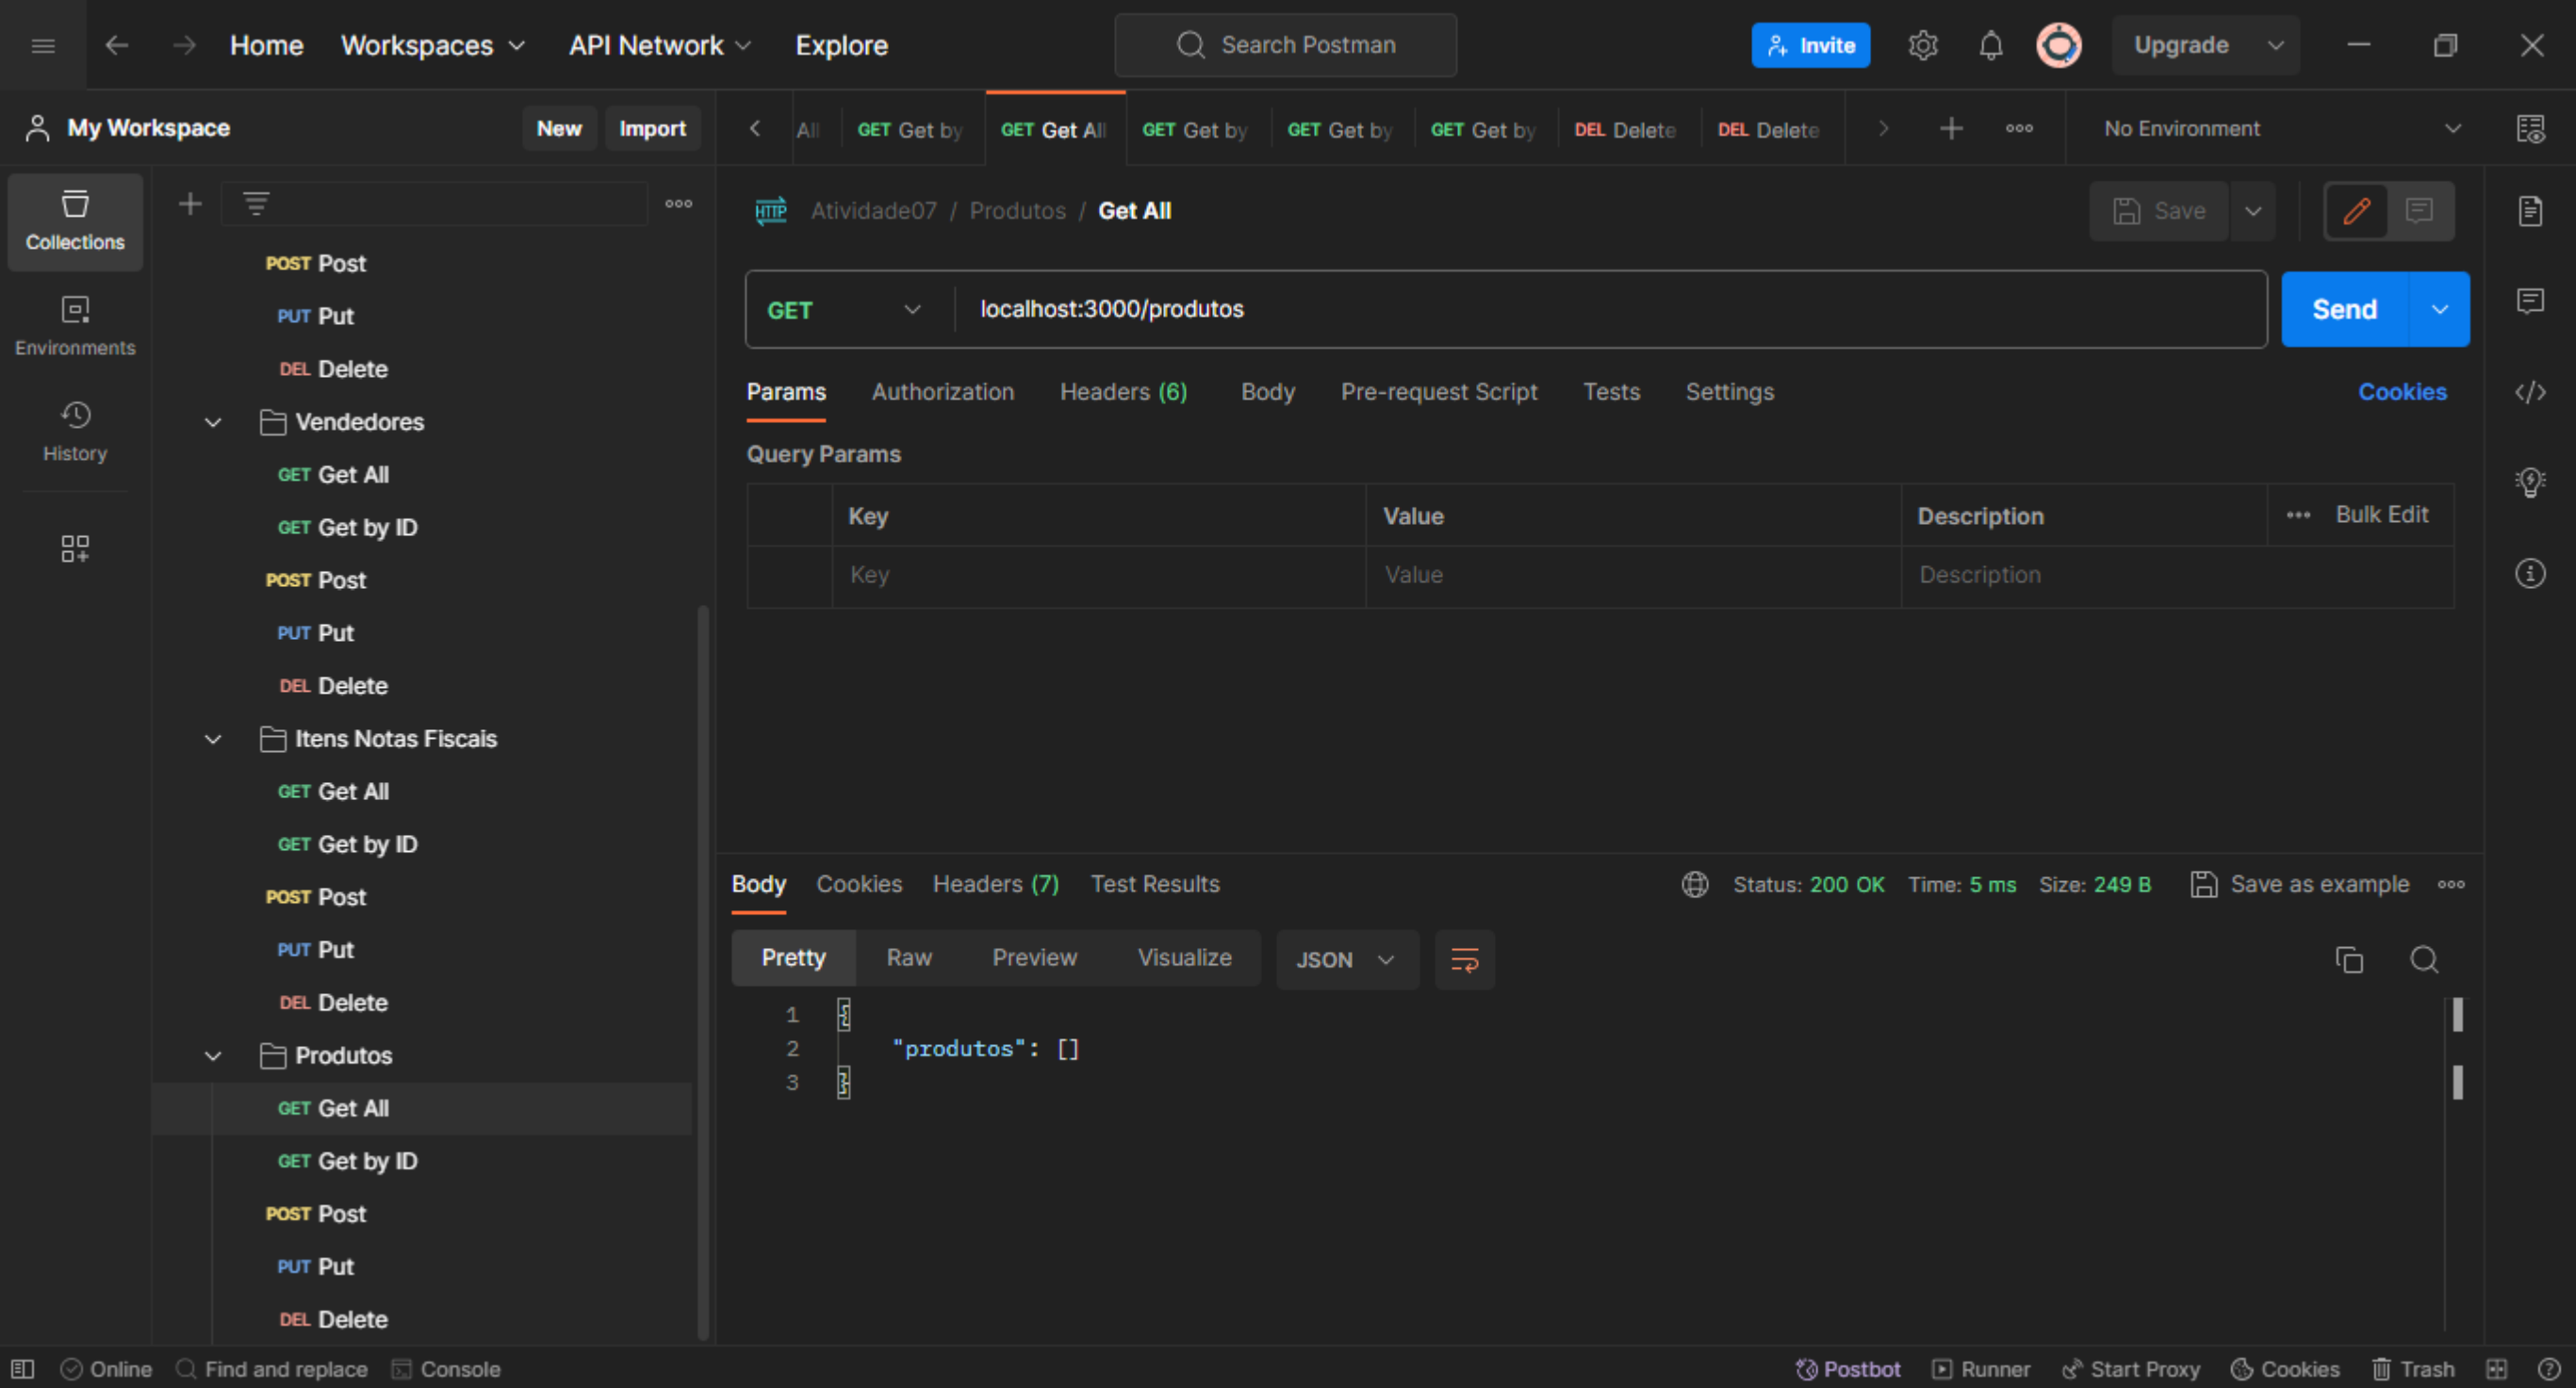 Home Workspaces API Network Explore Search Postman Invite Upgrade
My Workspace New Import
All GET Get by GET Get All GET Get by GET Get by GET Get by DEL Delete DEL Delete No Environment
Collections
Environments
History
POST Post
PUT Put
DEL Delete
Vendedores
GET Get All
GET Get by ID
POST Post
PUT Put
DEL Delete
Itens Notas Fiscais
GET Get All
GET Get by ID
POST Post
PUT Put
DEL Delete
Produtos
GET Get All
GET Get by ID
POST Post
PUT Put
DEL Delete
HTTP Atividade07 / Produtos / Get All Save
GET localhost:3000/produtos Send
Params Authorization Headers (6) Body Pre-request Script Tests Settings Cookies
Query Params
Key Value Description Bulk Edit
Key Value Description
Body Cookies Headers (7) Test Results Status: 200 OK Time: 5 ms Size: 249 B Save as example
Pretty Raw Preview Visualize JSON
1 {
2 "produtos": []
3 }
Online Find and replace Console Postbot Runner Start Proxy Cookies Trash